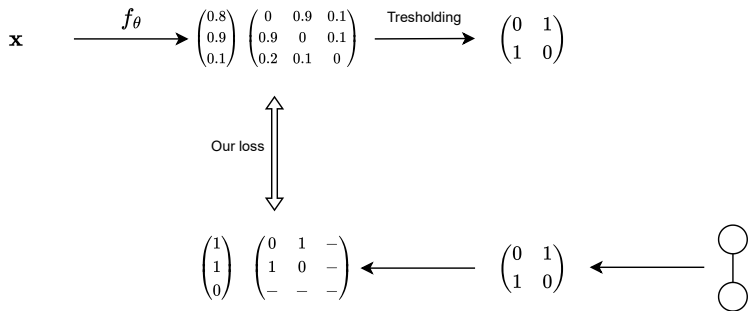 x
f_θ
(0.8 0.9 0.1)
(0 0.9 0.1
0.9 0 0.1
0.2 0.1 0)
Tresholding
(0 1
1 0)
Our loss
(1 1 0)
(0 1 −
1 0 −
− − −)
(0 1
1 0)